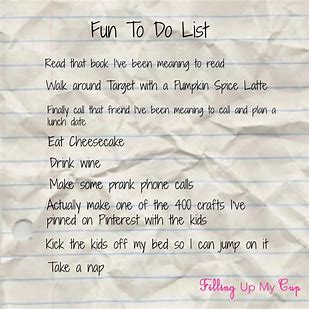 Fun To Do List
Read that book I've been meaning to read
Walk around Target with a Pumpkin Spice Latte
Finally call that friend I've been meaning to call and plan a
lunch date
Eat Cheesecake
Drink wine
Make some prank phone calls
Actually make one of the 400 crafts I've
pinned on Pinterest with the kids
Kick the kids off my bed so I can jump on it
Take a nap
Filling Up My Cup